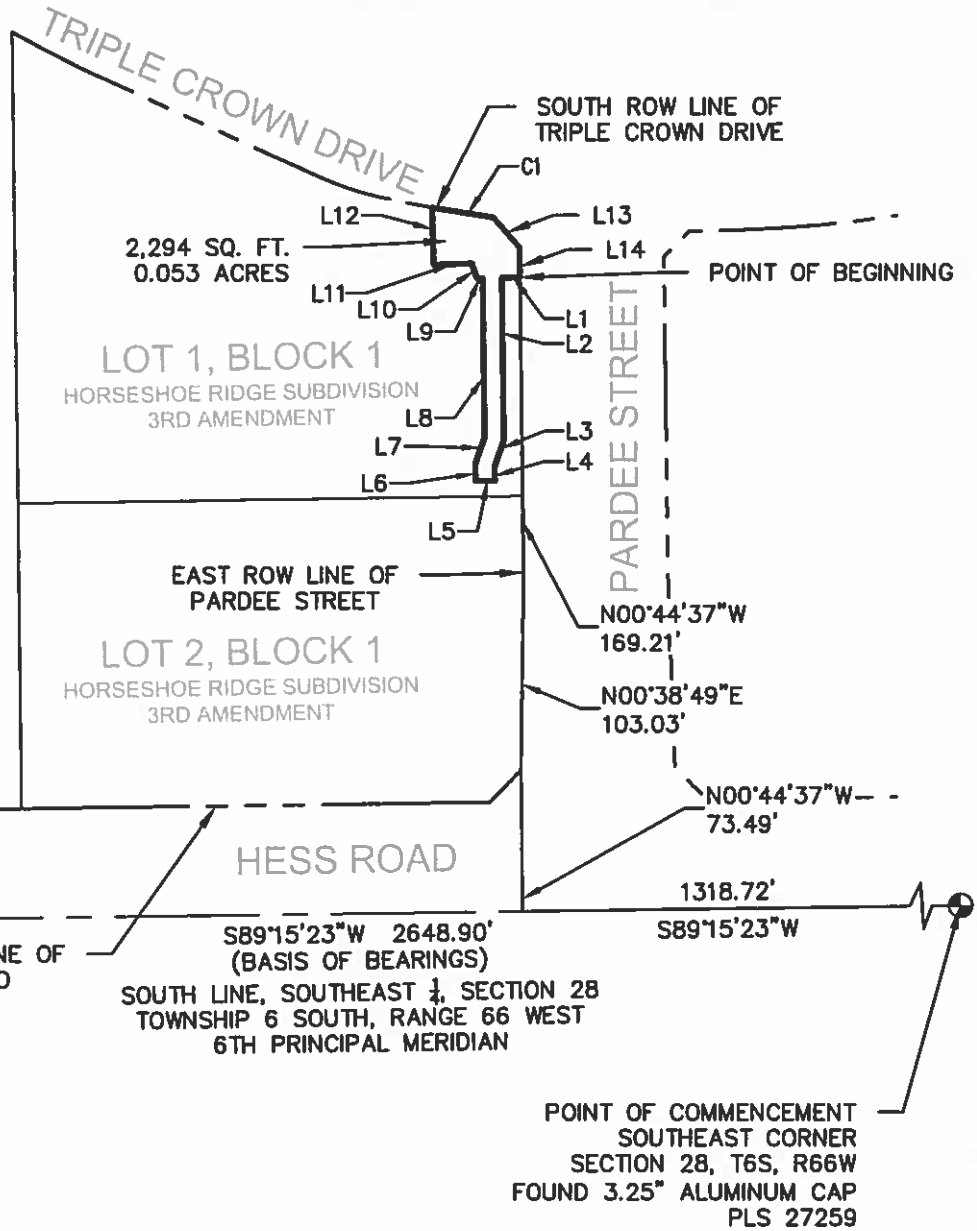 TRIPLE CROWN DRIVE
SOUTH ROW LINE OF
TRIPLE CROWN DRIVE
C1
L12
L13
2,294 SQ. FT.
0.053 ACRES
L14
POINT OF BEGINNING
L11
L10
L9
L1
L2
LOT 1, BLOCK 1
HORSESHOE RIDGE SUBDIVISION
3RD AMENDMENT
PARDEE STREET
L8
L7
L3
L6
L4
L5
EAST ROW LINE OF
PARDEE STREET
N00°44'37"W
169.21'
LOT 2, BLOCK 1
HORSESHOE RIDGE SUBDIVISION
3RD AMENDMENT
N00°38'49"E
103.03'
N00°44'37"W
73.49'
HESS ROAD
1318.72'
S89°15'23"W
NE OF
S89°15'23"W 2648.90'
(BASIS OF BEARINGS)
SOUTH LINE, SOUTHEAST ¼, SECTION 28
TOWNSHIP 6 SOUTH, RANGE 66 WEST
6TH PRINCIPAL MERIDIAN
POINT OF COMMENCEMENT
SOUTHEAST CORNER
SECTION 28, T6S, R66W
FOUND 3.25" ALUMINUM CAP
PLS 27259